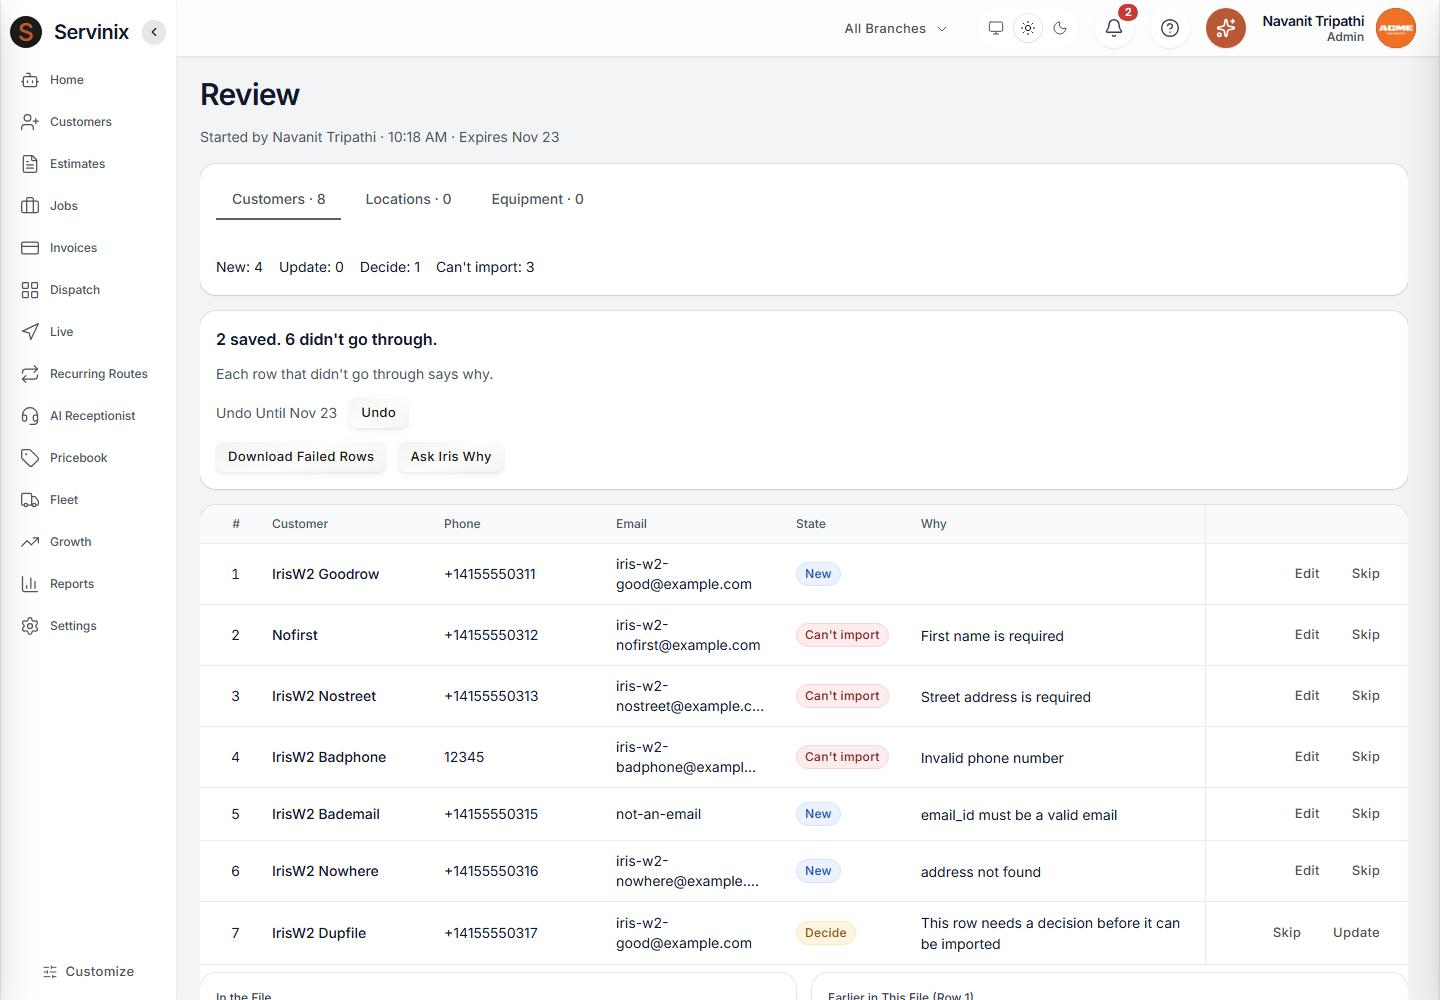 S Servinix
All Branches
2
Navanit Tripathi
Admin
ACME
Home
Customers
Estimates
Jobs
Invoices
Dispatch
Live
Recurring Routes
AI Receptionist
Pricebook
Fleet
Growth
Reports
Settings
Customize
Review
Started by Navanit Tripathi · 10:18 AM · Expires Nov 23
Customers · 8 Locations · 0 Equipment · 0
New: 4 Update: 0 Decide: 1 Can't import: 3
2 saved. 6 didn't go through.
Each row that didn't go through says why.
Undo Until Nov 23 Undo
Download Failed Rows Ask Iris Why
# Customer Phone Email State Why
1 IrisW2 Goodrow +14155550311 iris-w2-
good@example.com New Edit Skip
2 Nofirst +14155550312 iris-w2-
nofirst@example.com Can't import First name is required Edit Skip
3 IrisW2 Nostreet +14155550313 iris-w2-
nostreet@example.c... Can't import Street address is required Edit Skip
4 IrisW2 Badphone 12345 iris-w2-
badphone@exampl... Can't import Invalid phone number Edit Skip
5 IrisW2 Bademail +14155550315 not-an-email New email_id must be a valid email Edit Skip
6 IrisW2 Nowhere +14155550316 iris-w2-
nowhere@example.... New address not found Edit Skip
7 IrisW2 Dupfile +14155550317 iris-w2-
good@example.com Decide This row needs a decision before it can
be imported Skip Update
In the File Earlier in This File (Row 1)